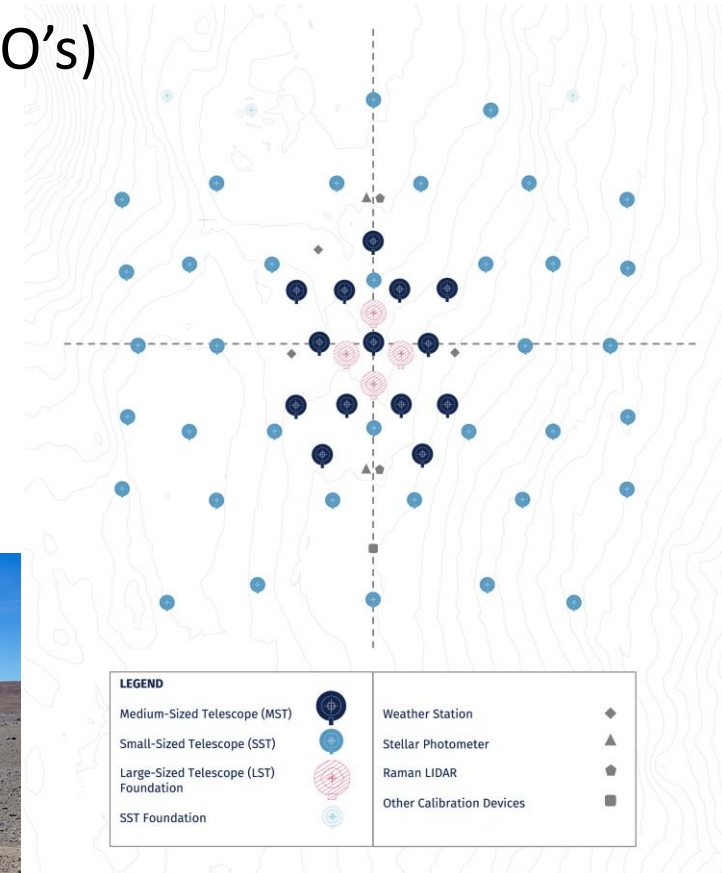 O’s)
LEGEND
Medium-Sized Telescope (MST)
Small-Sized Telescope (SST)
Large-Sized Telescope (LST)
Foundation
SST Foundation
Weather Station
Stellar Photometer
Raman LIDAR
Other Calibration Devices